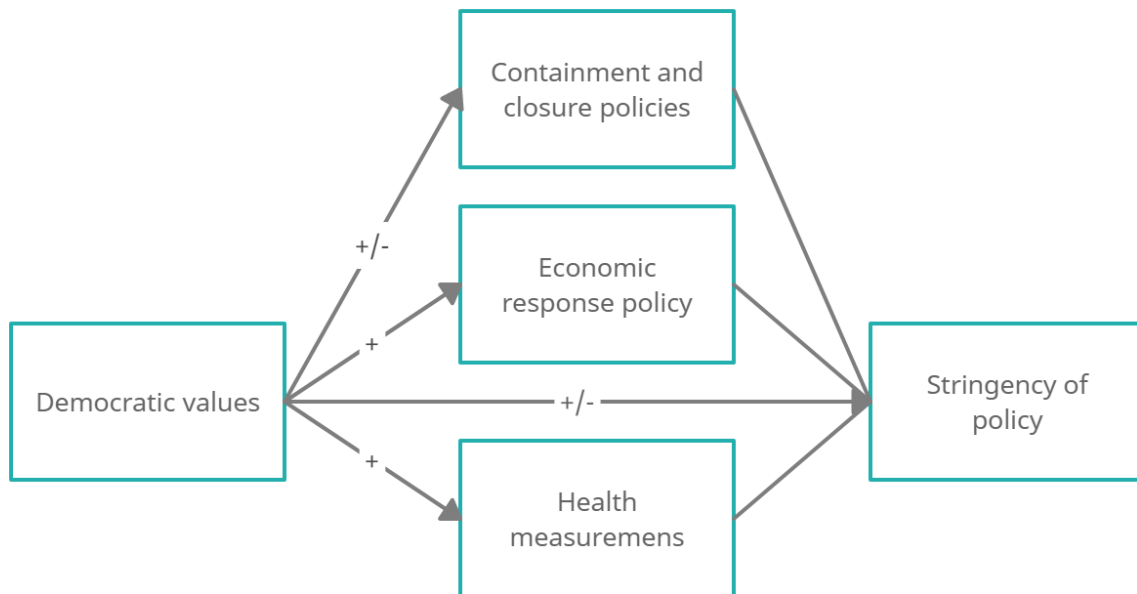 Containment and
closure policies
+/-
Economic
response policy
+
Democratic values
+/-
Stringency of
policy
+
Health
measuremens